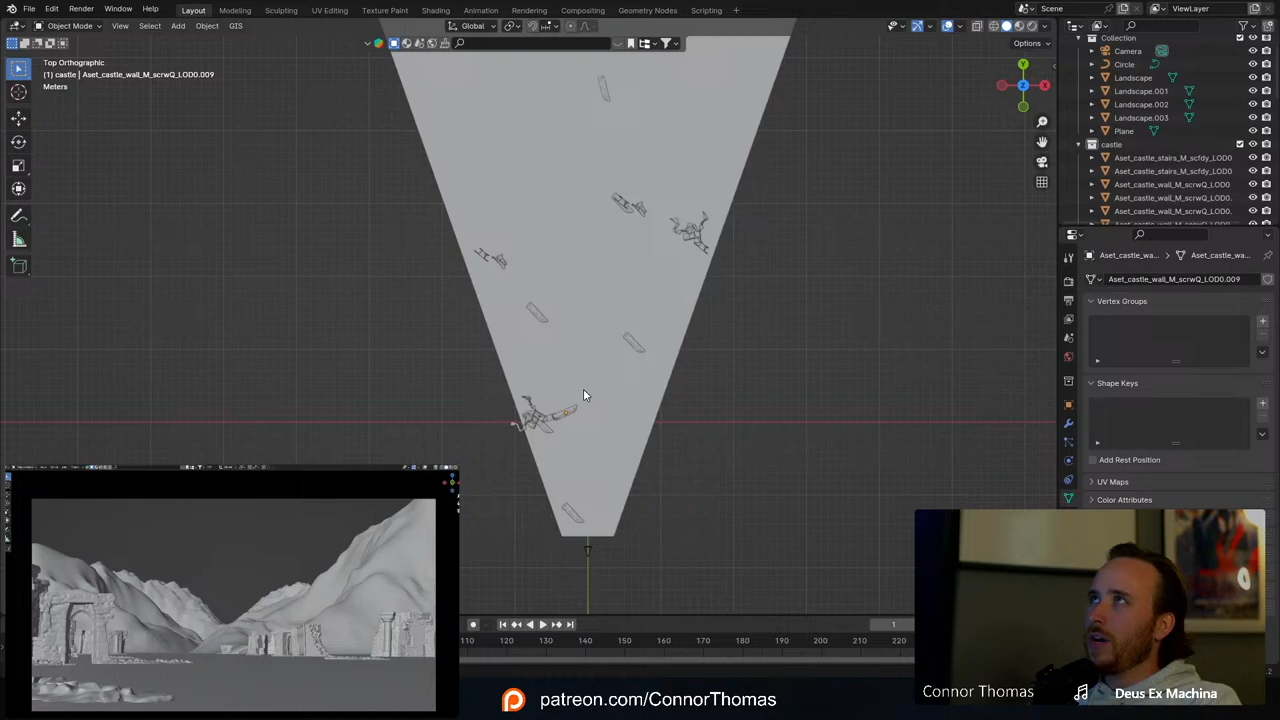 File Edit Render Window Help Layout Modeling Sculpting UV Editing Texture Paint Shading Animation Rendering Compositing Geometry Nodes Scripting Scene ViewLayer
Object Mode View Select Add Object GIS Global
Options
Top Orthographic
(1) castle | Aset_castle_wall_M_scrwQ_LOD0.009
Meters
Collection
Camera
Circle
Landscape
Landscape.001
Landscape.002
Landscape.003
Plane
castle
Aset_castle_stairs_M_scfdy_LOD0
Aset_castle_stairs_M_scfdy_LOD0
Aset_castle_wall_M_scrwQ_LOD0
Aset_castle_wall_M_scrwQ_LOD0.
Aset_castle_wall_M_scrwQ_LOD0.
Aset_castle_wa... Aset_castle_wa...
Aset_castle_wall_M_scrwQ_LOD0.009
Vertex Groups
Shape Keys
Add Rest Position
UV Maps
Color Attributes
1
110 120 130 140 150 160 170 180 190 200 210 220
patreon.com/ConnorThomas
Connor Thomas Deus Ex Machina